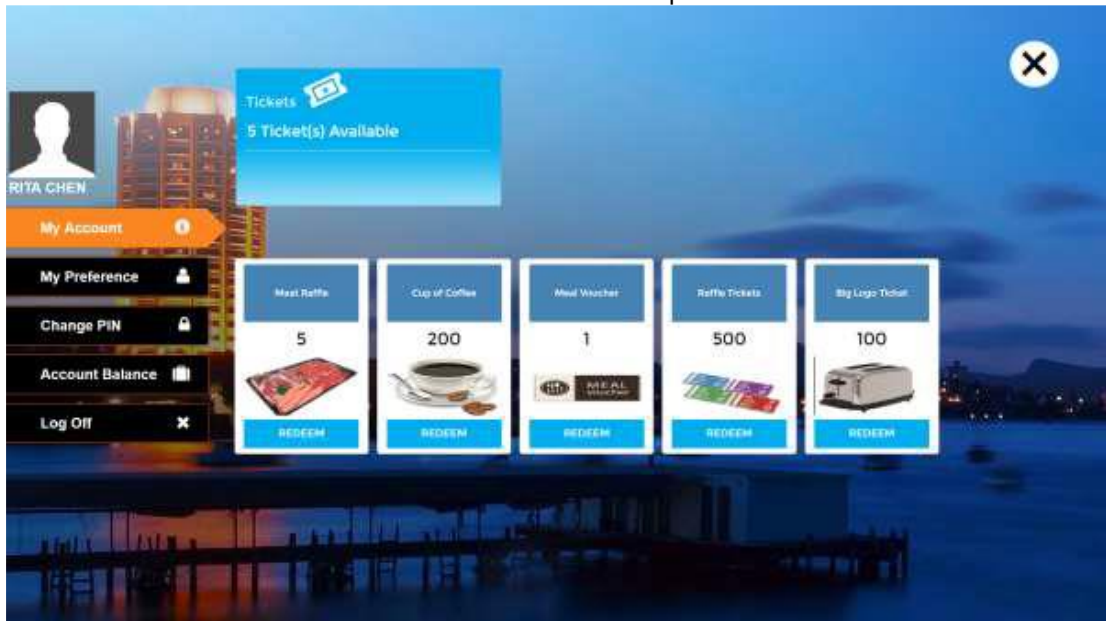 Tickets
5 Ticket(s) Available
RITA CHEN
My Account
My Preference
Change PIN
Account Balance
Log Off
Meat Raffle
5
REDEEM
Cup of Coffee
200
REDEEM
Meal Voucher
1
MEAL
VOUCHER
REDEEM
Raffle Tickets
500
REDEEM
Big Logo Ticket
100
REDEEM